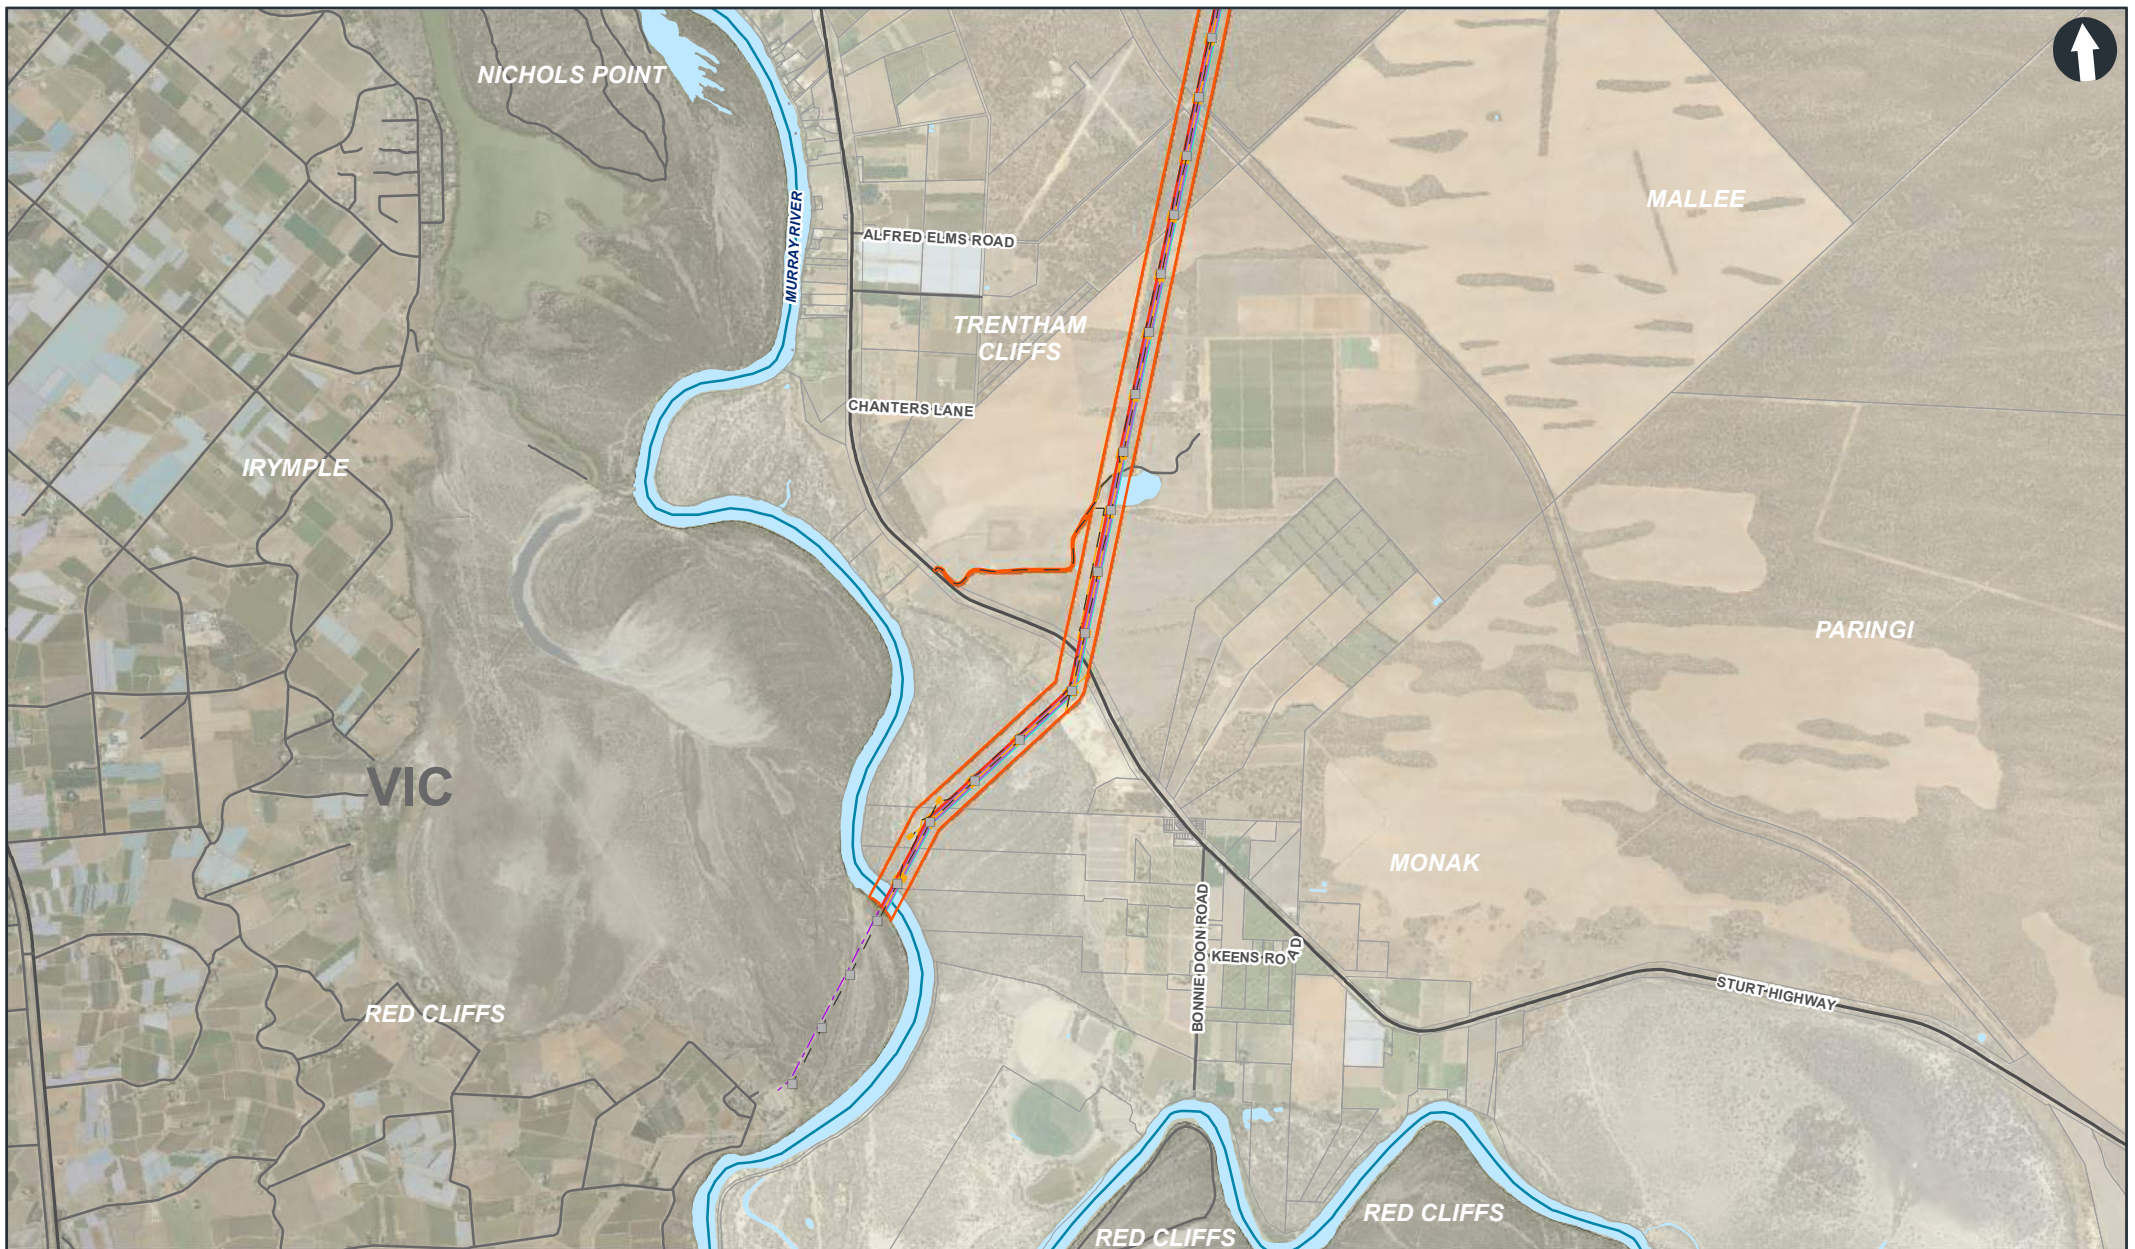 NICHOLS POINT
MURRAY RIVER
MALLEE
ALFRED ELMS ROAD
TRENTHAM
CLIFFS
CHANTERS LANE
IRYMPLE
PARINGI
VIC
MONAK
BONNIE DOON ROAD
KEENS ROAD
STURT HIGHWAY
RED CLIFFS
RED CLIFFS
RED CLIFFS